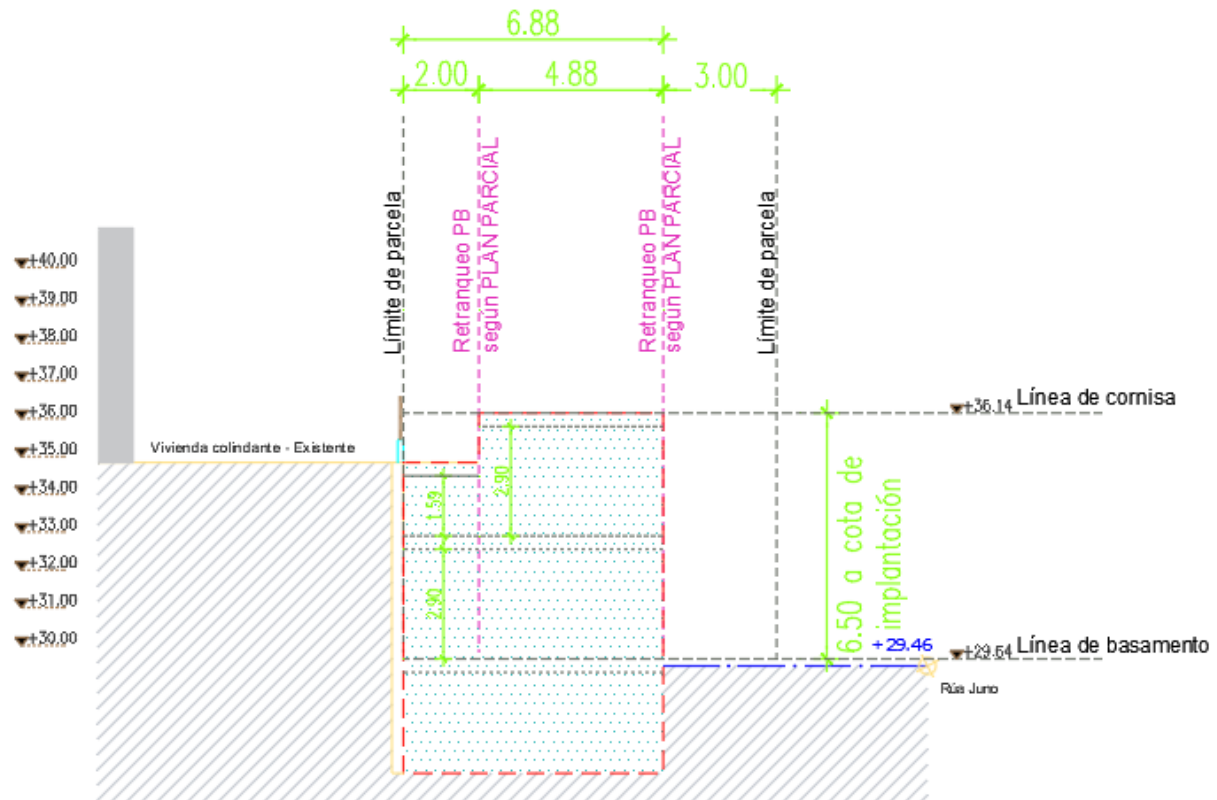 6.88
2.00
4.88
3.00
Límite de parcela
Retranqueo PB
según PLAN PARCIAL
Retranqueo PB
según PLAN PARCIAL
Límite de parcela
+40,00
+39,00
+38,00
+37,00
+36,00
+35,00
+34,00
+33,00
+32,00
+31,00
+30,00
Vivienda colindante - Existente
1.59
2.90
2.90
+36.14 Línea de cornisa
6.50 a cota de
implantación
+29.46
+29.64 Línea de basamento
Rúa Juno